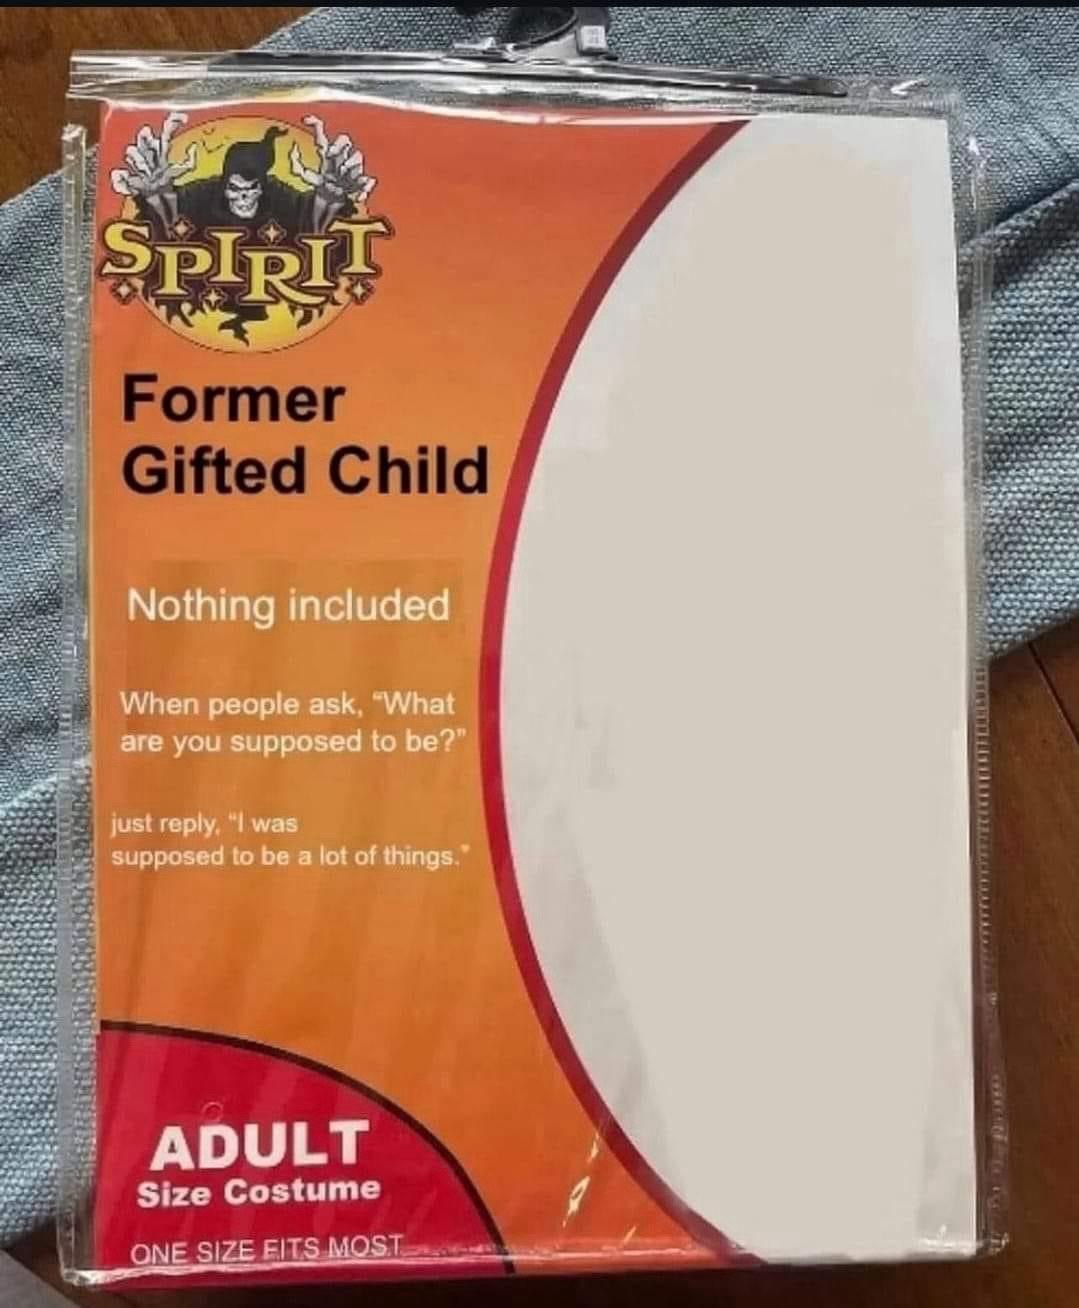 SPIRIT
Former
Gifted Child
Nothing included
When people ask, “What
are you supposed to be?”
just reply, “I was
supposed to be a lot of things.”
ADULT
Size Costume
ONE SIZE FITS MOST